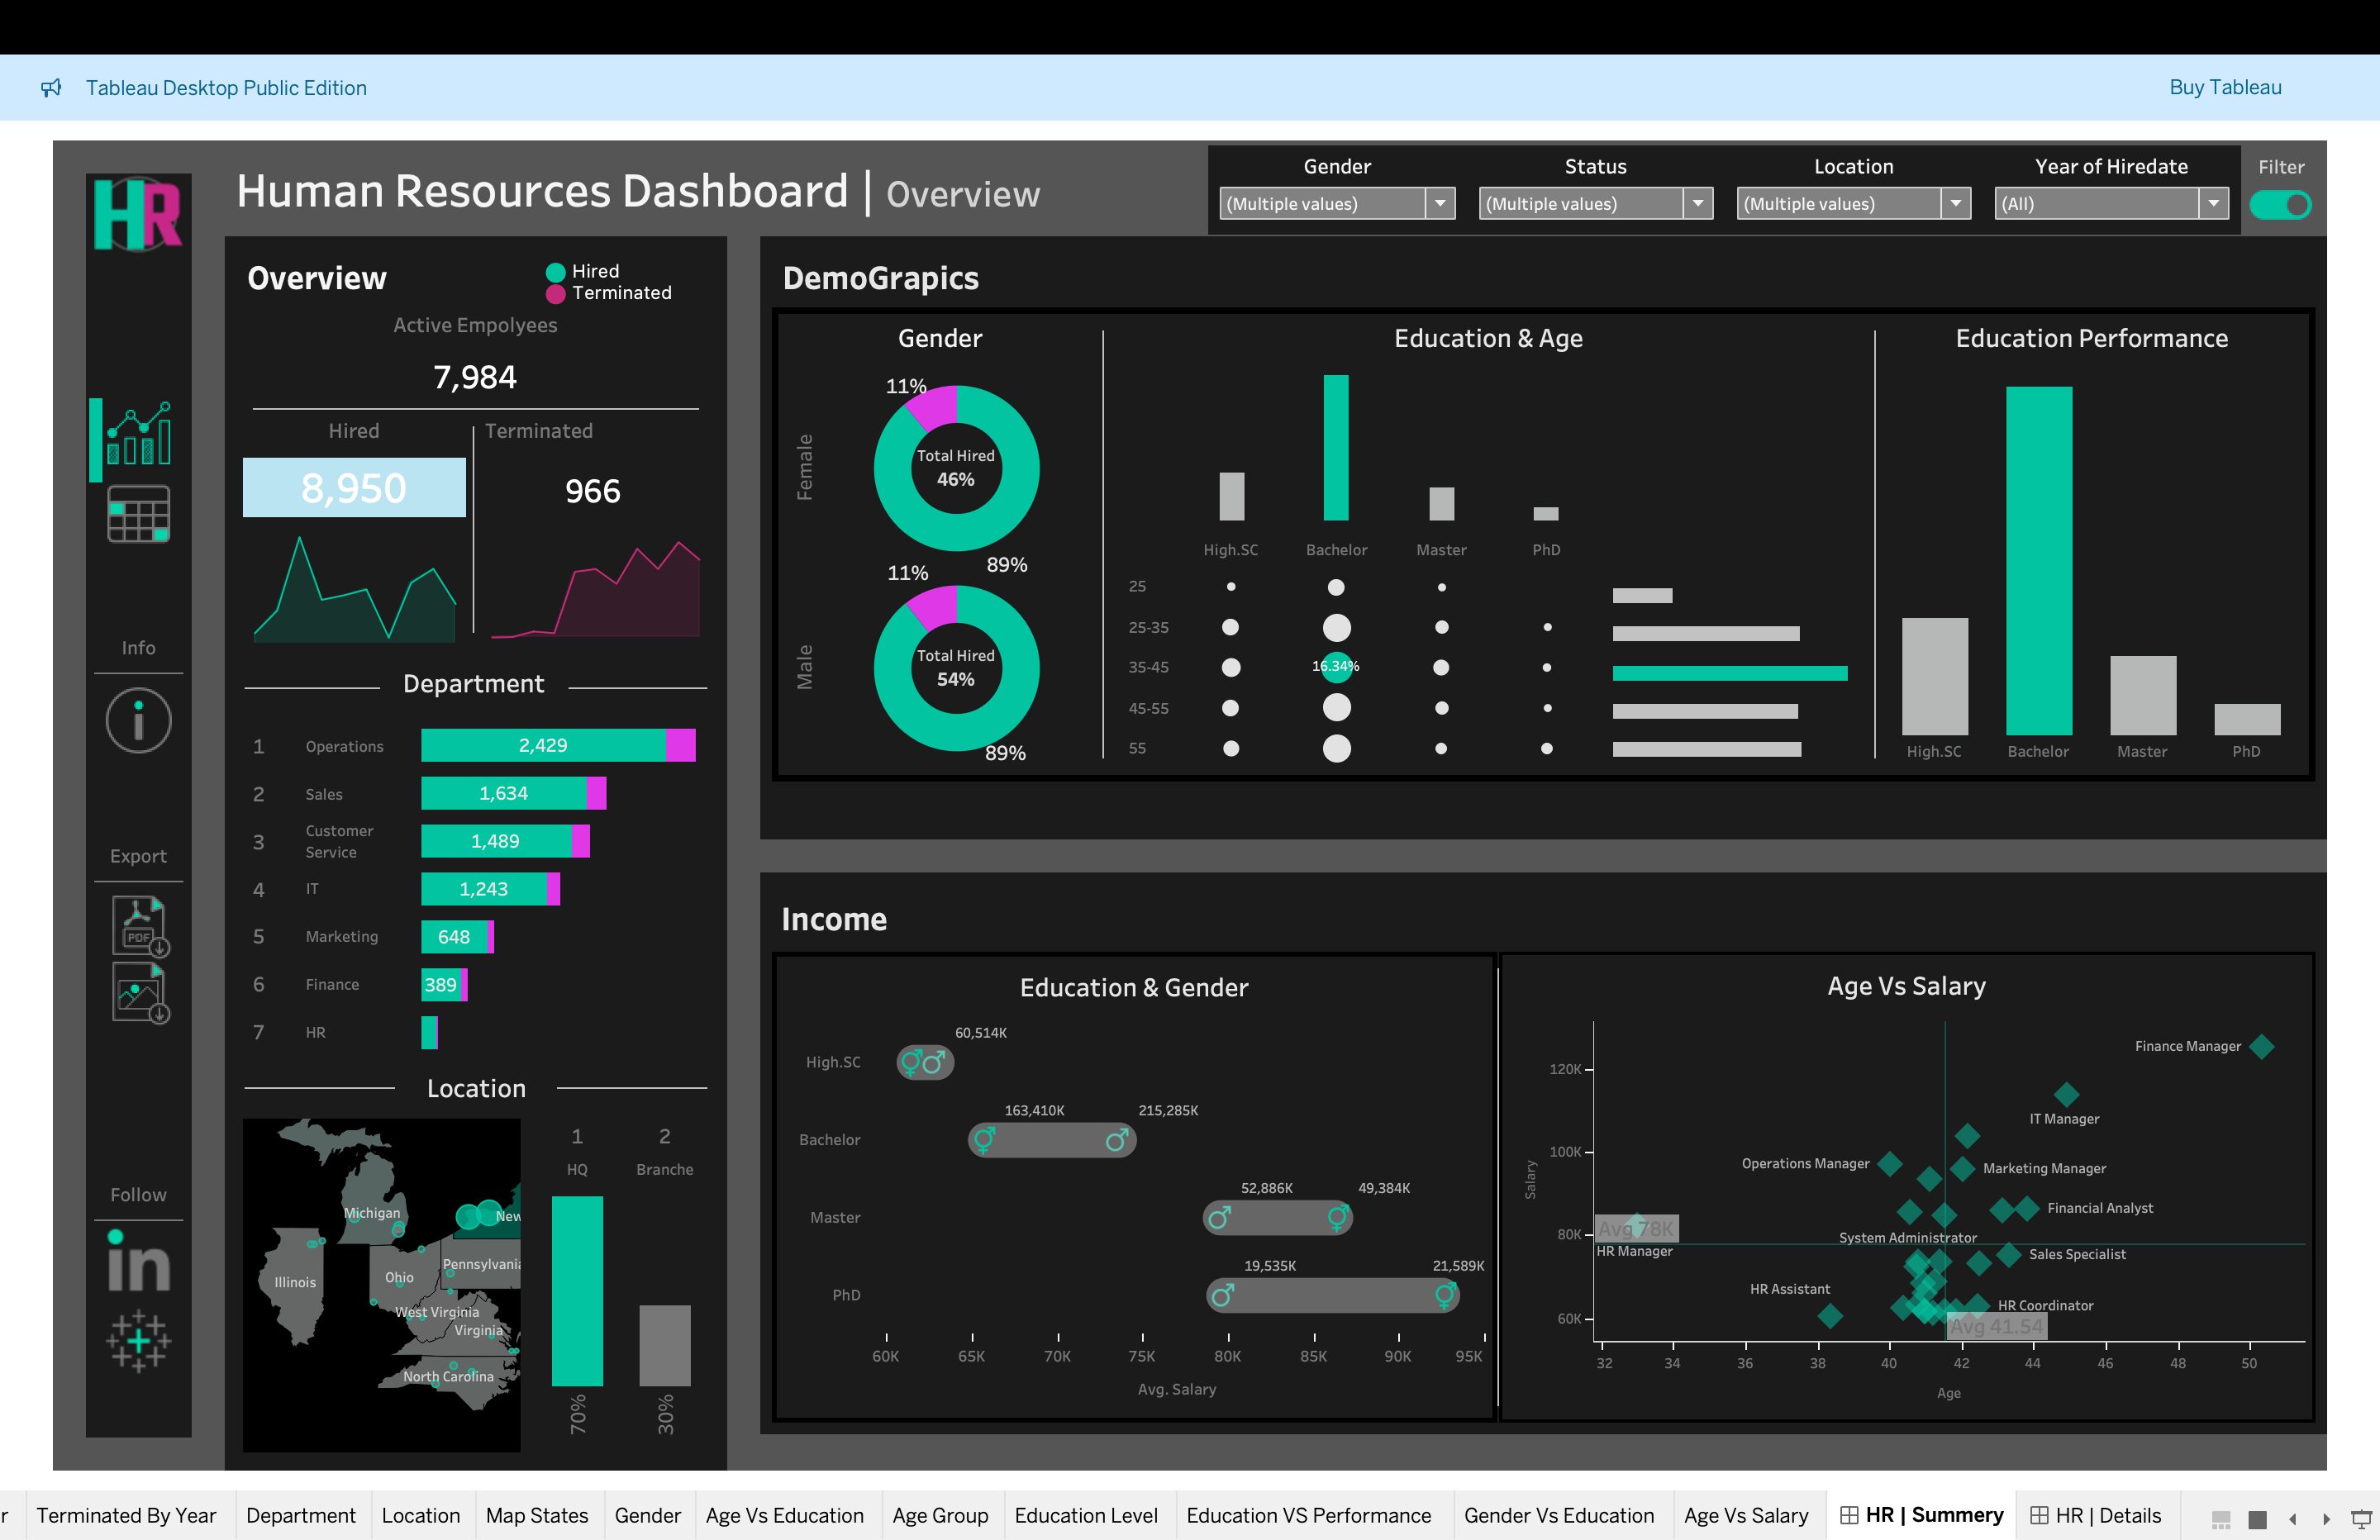 Tableau Desktop Public Edition
Buy Tableau
HR
Human Resources Dashboard | Overview
Gender
Status
Location
Year of Hiredate
Filter
(Multiple values)
(Multiple values)
(Multiple values)
(All)
Info
Export
PDF
Follow
in
Overview
Hired
Terminated
Active Empolyees
7,984
Hired
Terminated
8,950
966
Department
1 Operations 2,429
2 Sales 1,634
3 Customer Service 1,489
4 IT 1,243
5 Marketing 648
6 Finance 389
7 HR
Location
Michigan
New
Illinois
Ohio
Pennsylvania
West Virginia
Virginia
North Carolina
1
2
HQ
Branche
70%
30%
DemoGrapics
Gender
Female
11%
Total Hired
46%
89%
Male
11%
Total Hired
54%
89%
Education & Age
High.SC
Bachelor
Master
PhD
25
25-35
35-45
16.34%
45-55
55
Education Performance
High.SC
Bachelor
Master
PhD
Income
Education & Gender
High.SC
60,514K
Bachelor
163,410K
215,285K
Master
52,886K
49,384K
PhD
19,535K
21,589K
60K
65K
70K
75K
80K
85K
90K
95K
Avg. Salary
Age Vs Salary
Salary
120K
100K
80K
60K
Finance Manager
IT Manager
Operations Manager
Marketing Manager
Financial Analyst
Avg 78K
HR Manager
System Administrator
Sales Specialist
HR Assistant
HR Coordinator
Avg 41.54
32
34
36
38
40
42
44
46
48
50
Age
r
Terminated By Year
Department
Location
Map States
Gender
Age Vs Education
Age Group
Education Level
Education VS Performance
Gender Vs Education
Age Vs Salary
HR | Summery
HR | Details